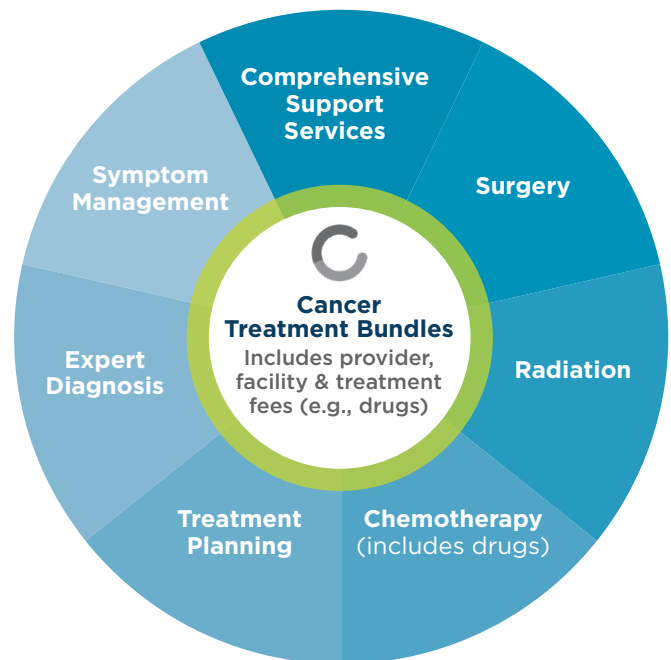 Comprehensive
Support
Services
Surgery
Radiation
Chemotherapy
(includes drugs)
Treatment
Planning
Expert
Diagnosis
Symptom
Management
Cancer
Treatment Bundles
Includes provider,
facility & treatment
fees (e.g., drugs)